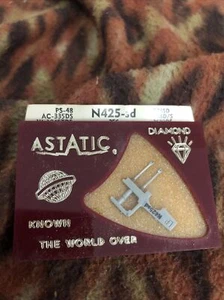 PS-48
AC-335DS
N425-sd
ASTATIC
DIAMOND
KNOWN
THE WORLD OVER